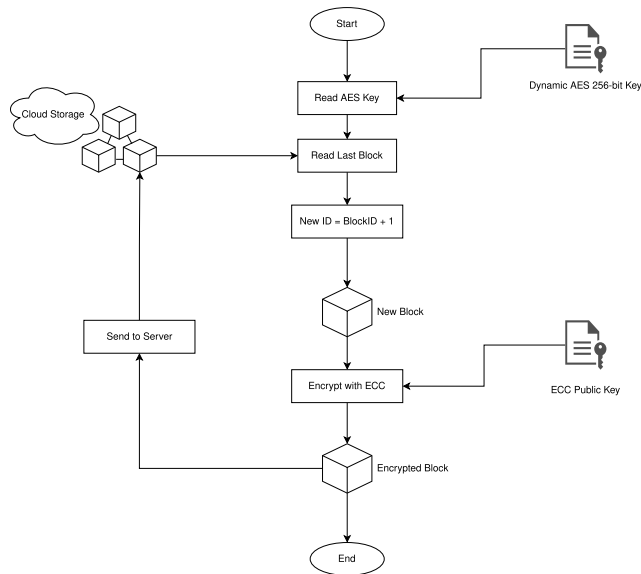 Start
Dynamic AES 256-bit Key
Read AES Key
Cloud Storage
Read Last Block
New ID = BlockID + 1
New Block
Send to Server
Encrypt with ECC
ECC Public Key
Encrypted Block
End